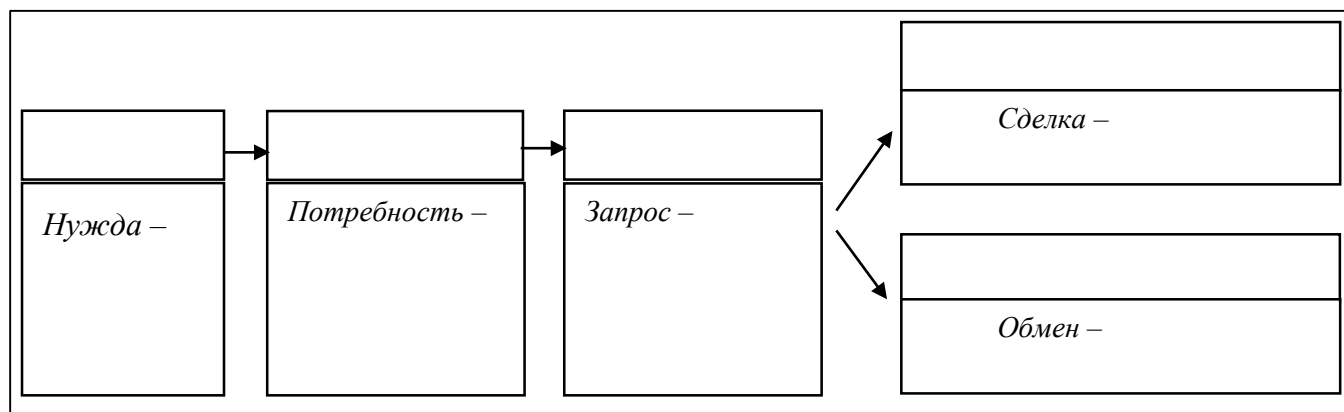 Сделка –
Нужда –
Потребность –
Запрос –
Обмен –